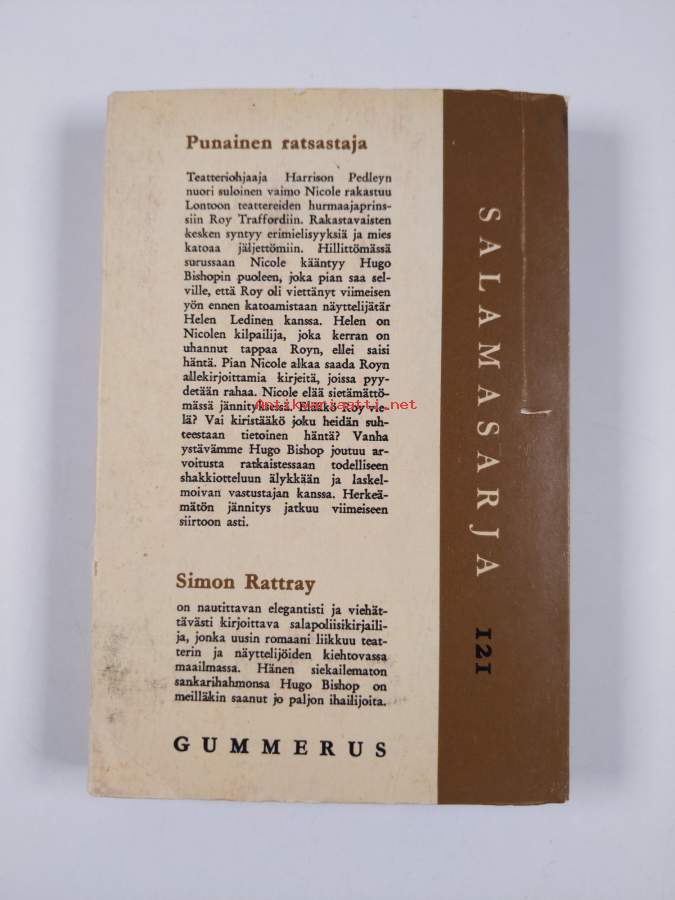 Punainen ratsastaja
Teatteriohjaaja Harrison Pedleyn
nuori suloinen vaimo Nicole rakastuu
Lontoon teattereiden hurmaajaprins-
siin Roy Traffordiin. Rakastavaisten
kesken syntyy erimielisyyksiä ja mies
katoaa jäljettömiin. Hillittömässä
surussaan Nicole kääntyy Hugo
Bishopin puoleen, joka pian saa sel-
ville, että Roy oli viettänyt viimeisen
yön ennen katoamistaan näyttelijätär
Helen Ledinen kanssa. Helen on
Nicolen kilpailija, joka kerran on
uhannut tappaa Royn, ellei saisi
häntä. Pian Nicole alkaa saada Royn
allekirjoittamia kirjeitä, joissa pyy-
detään rahaa. Nicole elää sietämättö-
mässä jännityksessä. Elääkö Roy vie-
lä? Vai kiristääkö joku heidän suh-
teestaan tietoinen häntä? Vanha
ystävämme Hugo Bishop joutuu ar-
voitusta ratkaistessaan todelliseen
shakkiotteluun älykkään ja laskel-
moivan vastustajan kanssa. Herkeä-
mätön jännitys jatkuu viimeiseen
siirtoon asti.
Simon Rattray
on nautittavan elegantisti ja viehät-
tävästi kirjoittava salapoliisikirjaili-
ja, jonka uusin romaani liikkuu teat-
terin ja näyttelijöiden kiehtovassa
maailmassa. Hänen siekailematon
sankarihahmonsa Hugo Bishop on
meilläkin saanut jo paljon ihailijoita.
GUMMERUS
SALAMASARJA 121
Antikvariaatti.net